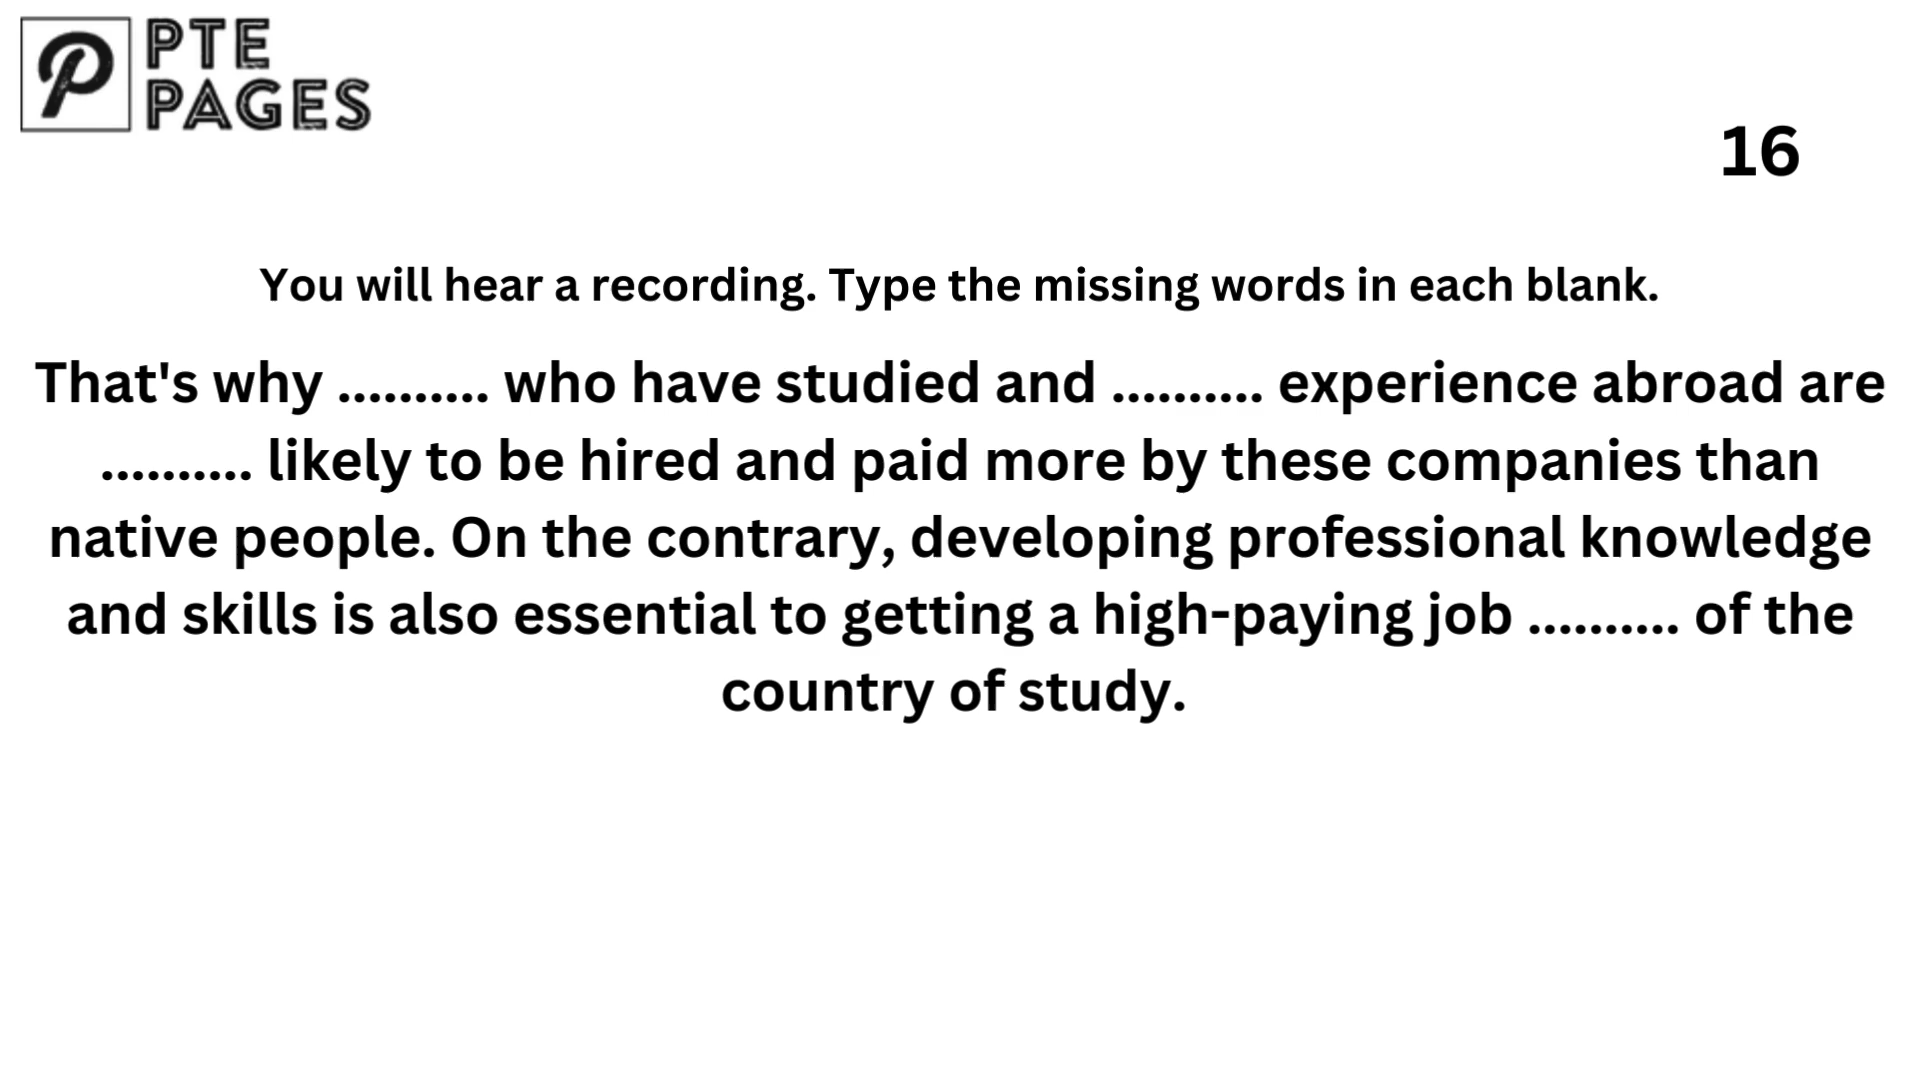 PTE
PAGES
16
You will hear a recording. Type the missing words in each blank.
That's why .......... who have studied and .......... experience abroad are
.......... likely to be hired and paid more by these companies than
native people. On the contrary, developing professional knowledge
and skills is also essential to getting a high-paying job .......... of the
country of study.